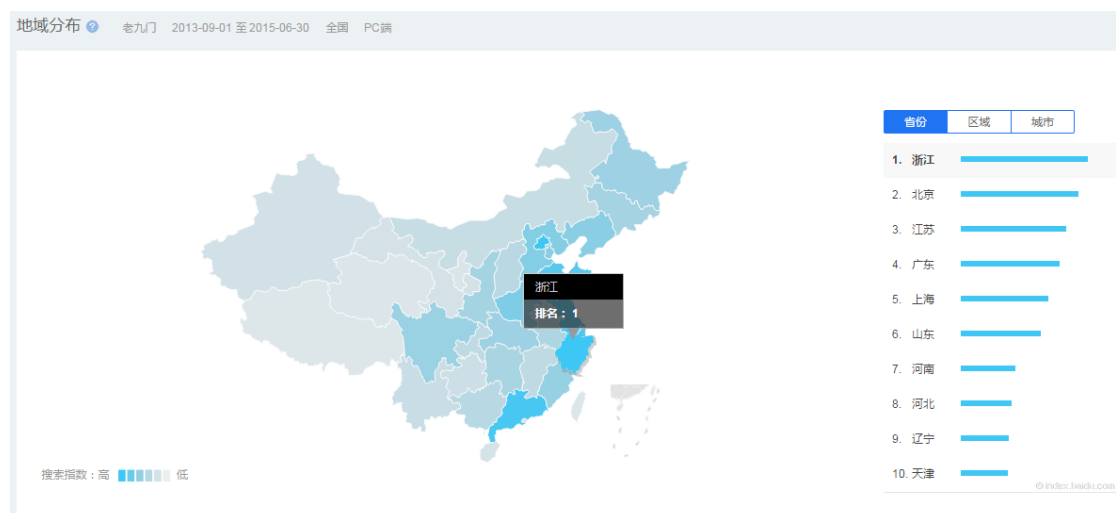 地域分布 ? 老九门 2013-09-01 至 2015-06-30 全国 PC端
省份 区域 城市
1. 浙江
2. 北京
3. 江苏
4. 广东
5. 上海
6. 山东
7. 河南
8. 河北
9. 辽宁
10. 天津
浙江
排名：1
搜索指数：高 低
©index.baidu.com